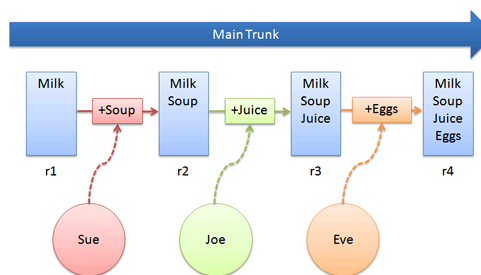 Main Trunk
Milk
+Soup
Milk
Soup
+Juice
Milk
Soup
Juice
+Eggs
Milk
Soup
Juice
Eggs
r1
r2
r3
r4
Sue
Joe
Eve